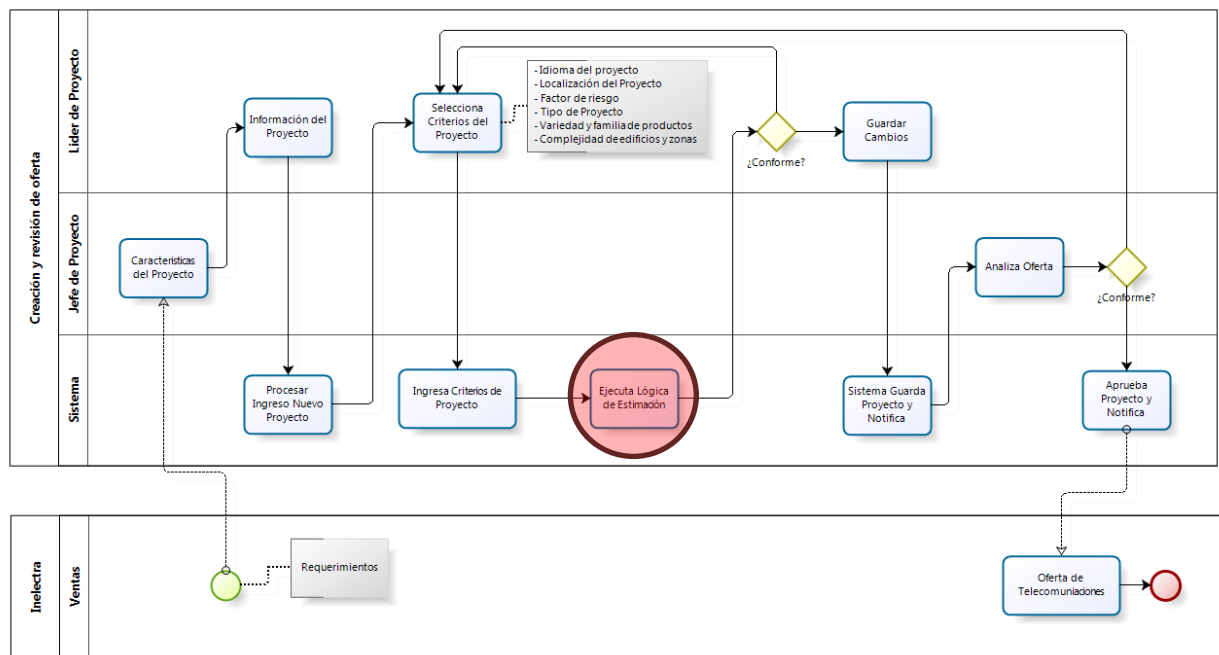 Creación y revisión de oferta
Líder de Proyecto
Información del
Proyecto
Selecciona
Criterios del
Proyecto
- Idioma del proyecto
- Localización del Proyecto
- Factor de riesgo
- Tipo de Proyecto
- Variedad y familia de productos
- Complejidad de edificios y zonas
¿Conforme?
Guardar
Cambios
Jefe de Proyecto
Caracteristicas
del Proyecto
Analiza Oferta
¿Conforme?
Sistema
Procesar
Ingreso Nuevo
Proyecto
Ingresa Criterios de
Proyecto
Ejecuta Lógica
de Estimación
Sistema Guarda
Proyecto y
Notifica
Aprueba
Proyecto y
Notifica
Inelectra
Ventas
Requerimientos
Oferta de
Telecomuniaciones